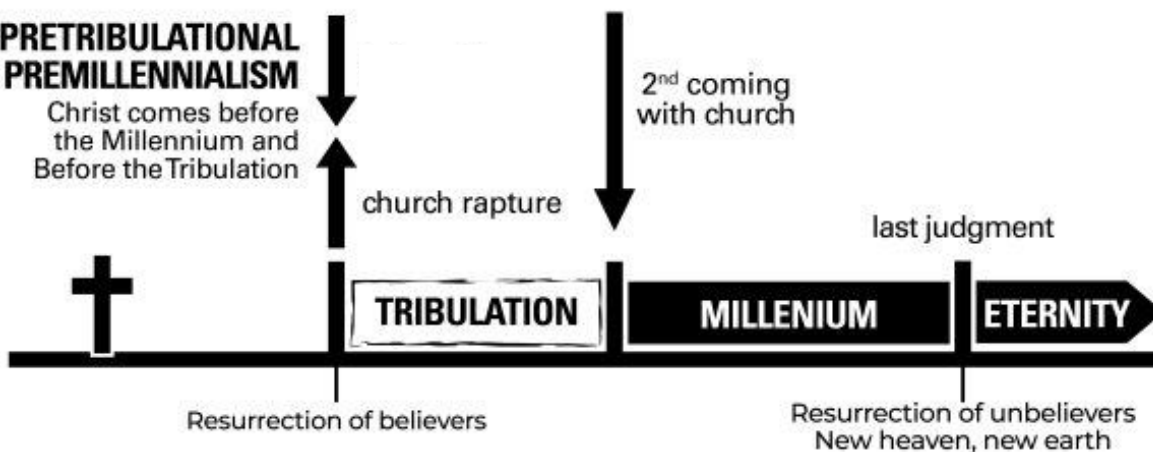 PRETRIBULATIONAL
PREMILLENNIALISM
Christ comes before
the Millennium and
Before the Tribulation
church rapture
2nd coming
with church
last judgment
TRIBULATION
MILLENIUM
ETERNITY
Resurrection of believers
Resurrection of unbelievers
New heaven, new earth